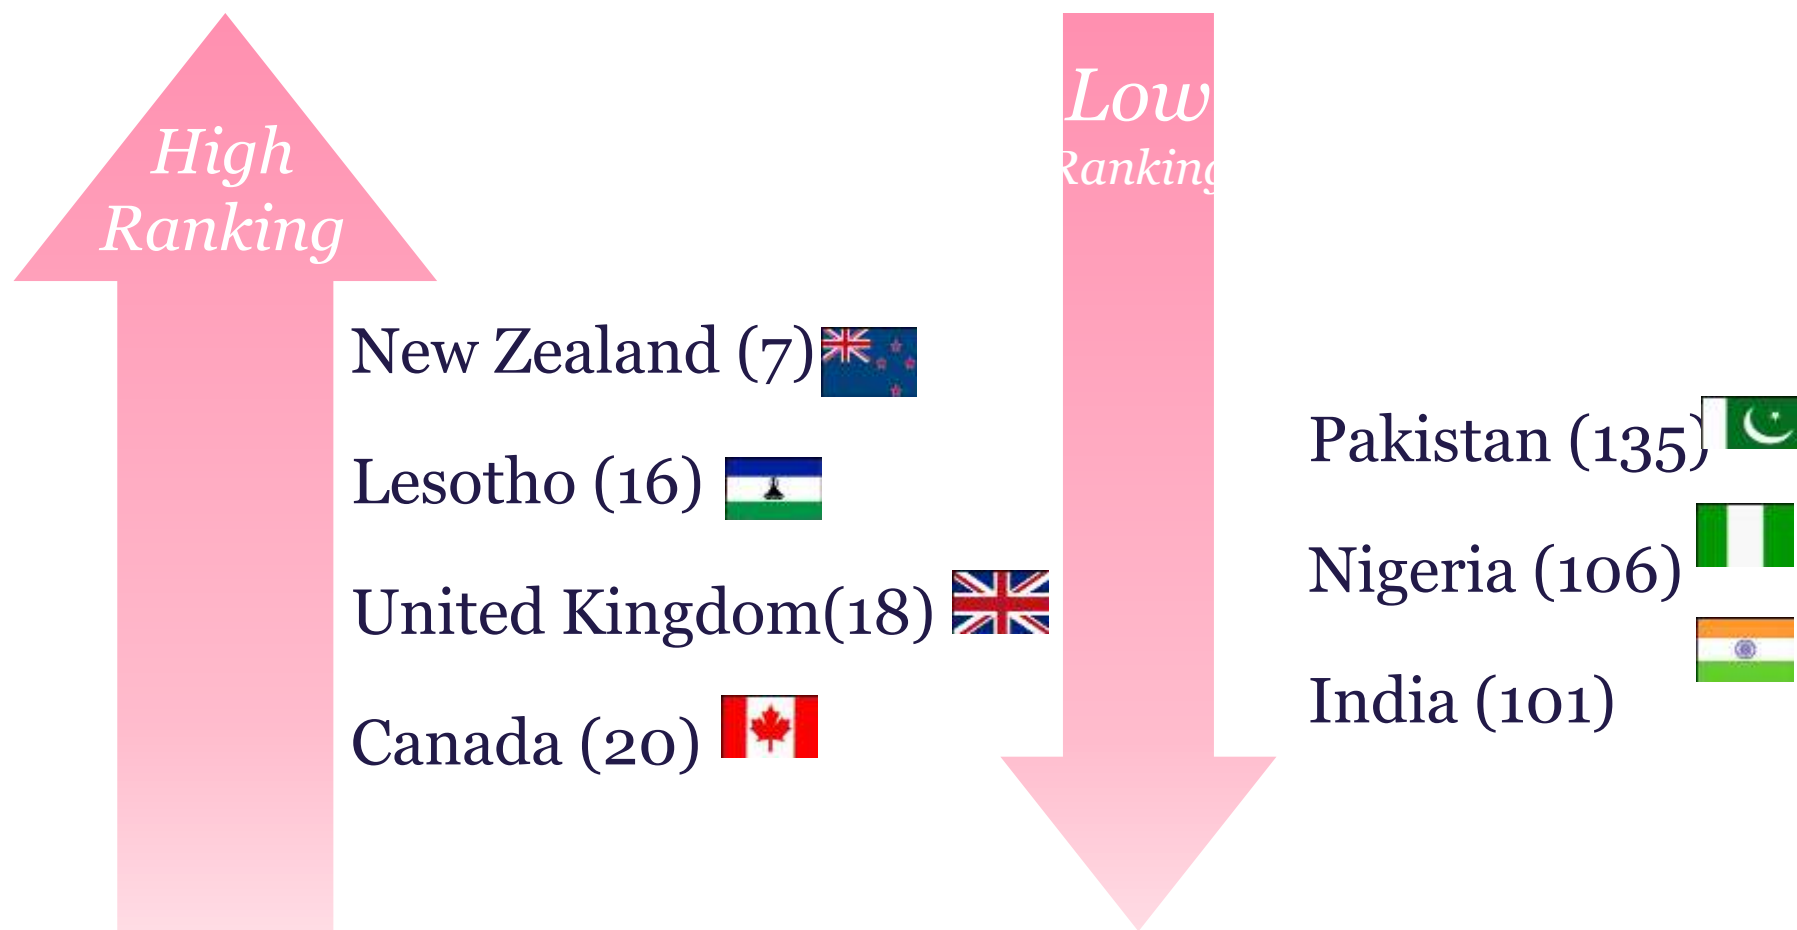 High
Ranking
New Zealand (7)
Lesotho (16)
United Kingdom(18)
Canada (20)
Low
Ranking
Pakistan (135)
Nigeria (106)
India (101)